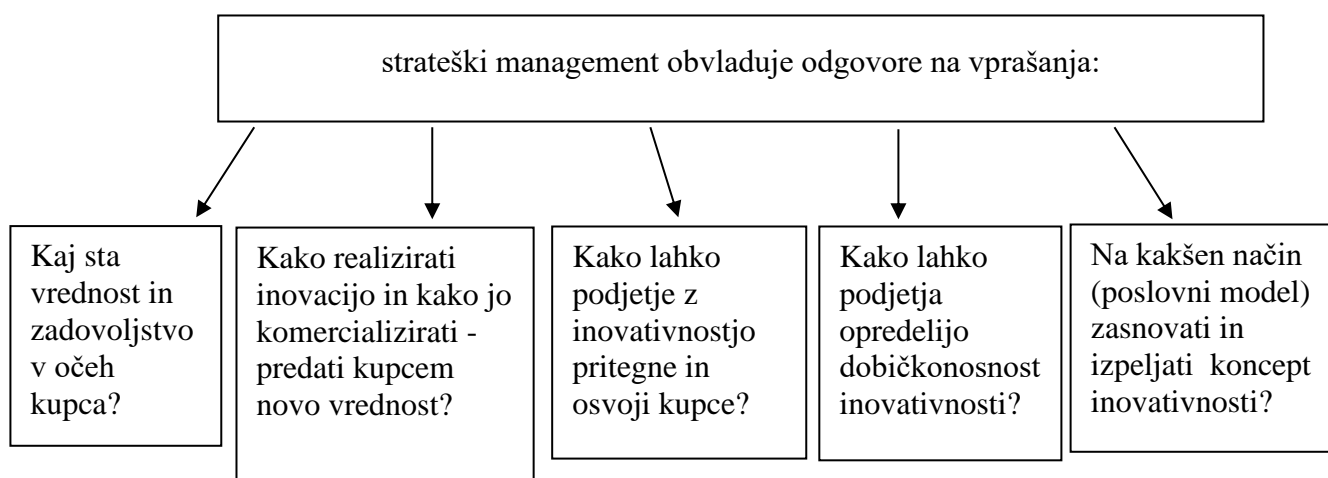 strateški management obvladuje odgovore na vprašanja:
Kaj sta
vrednost in
zadovoljstvo
v očeh
kupca?
Kako realizirati
inovacijo in kako jo
komercializirati -
predati kupcem
novo vrednost?
Kako lahko
podjetje z
inovativnostjo
pritegne in
osvoji kupce?
Kako lahko
podjetja
opredelijo
dobičkonosnost
inovativnosti?
Na kakšen način
(poslovni model)
zasnovati in
izpeljati koncept
inovativnosti?